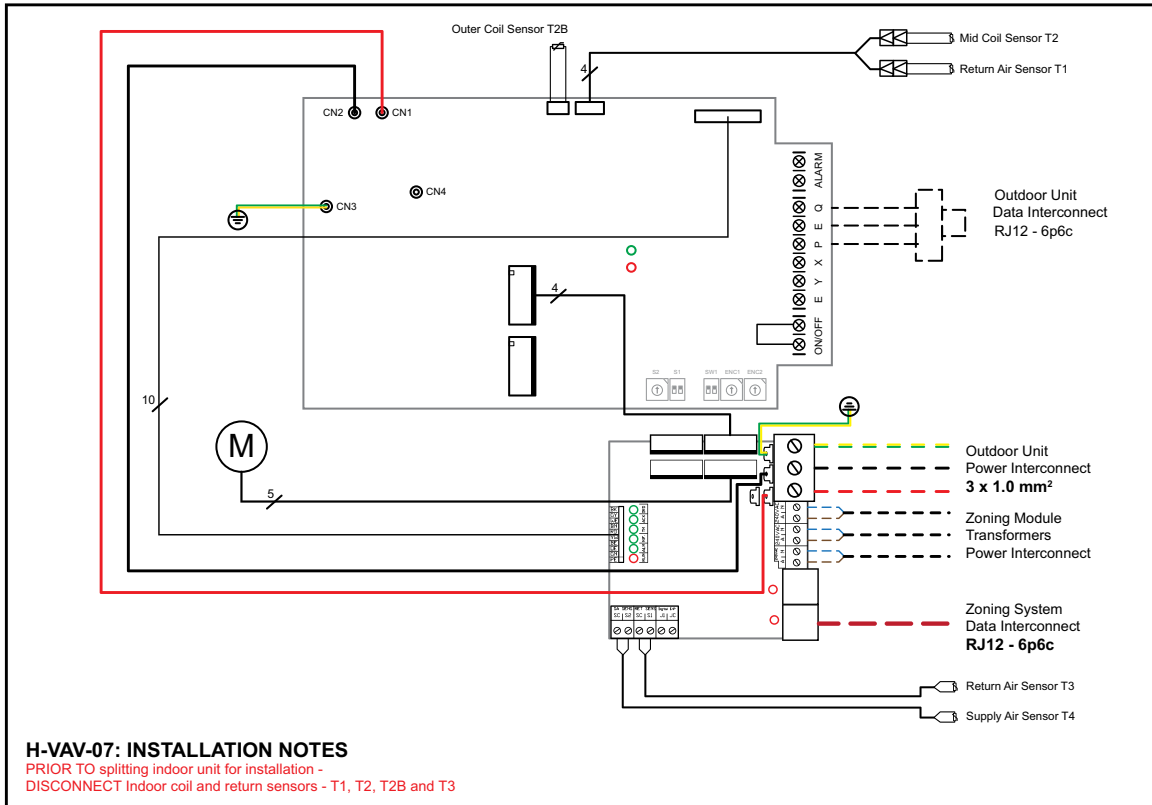 Outer Coil Sensor T2B
Mid Coil Sensor T2
Return Air Sensor T1
4
CN2
CN1
CN3
CN4
ALARM
Q
E
P
X
Y
E
ON/OFF
Outdoor Unit
Data Interconnect
RJ12 - 6p6c
4
S2
S1
SW1
ENC1
ENC2
10
M
5
Outdoor Unit
Power Interconnect
3 x 1.0 mm²
Zoning Module
Transformers
Power Interconnect
Zoning System
Data Interconnect
RJ12 - 6p6c
Return Air Sensor T3
Supply Air Sensor T4
H-VAV-07: INSTALLATION NOTES
PRIOR TO splitting indoor unit for installation -
DISCONNECT Indoor coil and return sensors - T1, T2, T2B and T3